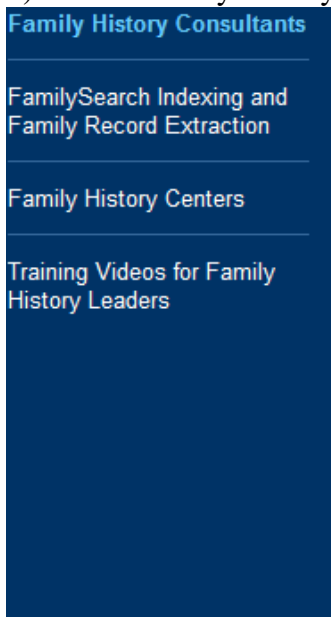 Family History Consultants
FamilySearch Indexing and
Family Record Extraction
Family History Centers
Training Videos for Family
History Leaders